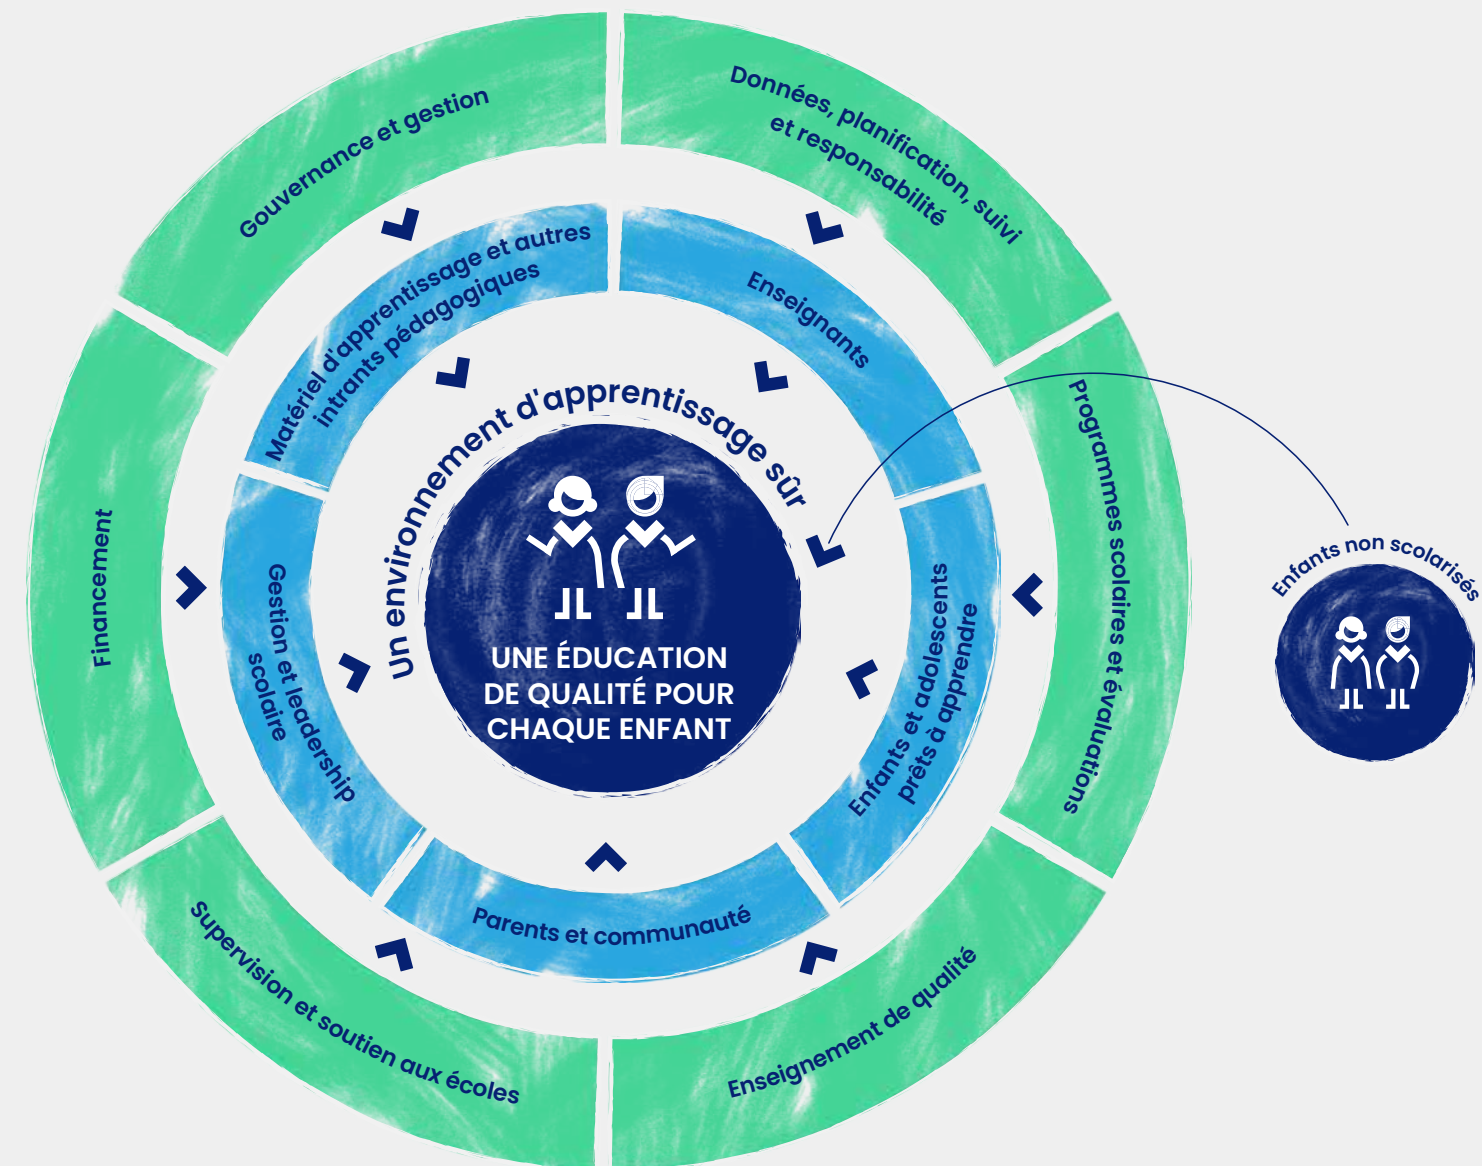 Gouvernance et gestion
Données, planification, suivi
et responsabilité
Matériel d'apprentissage et autres
intrants pédagogiques
Enseignants
Un environnement d'apprentissage sûr
UNE ÉDUCATION
DE QUALITÉ POUR
CHAQUE ENFANT
Financement
Gestion et leadership
scolaire
Enfants et adolescents
prêts à apprendre
Programmes scolaires et évaluations
Enfants non scolarisés
Parents et communauté
Supervision et soutien aux écoles
Enseignement de qualité